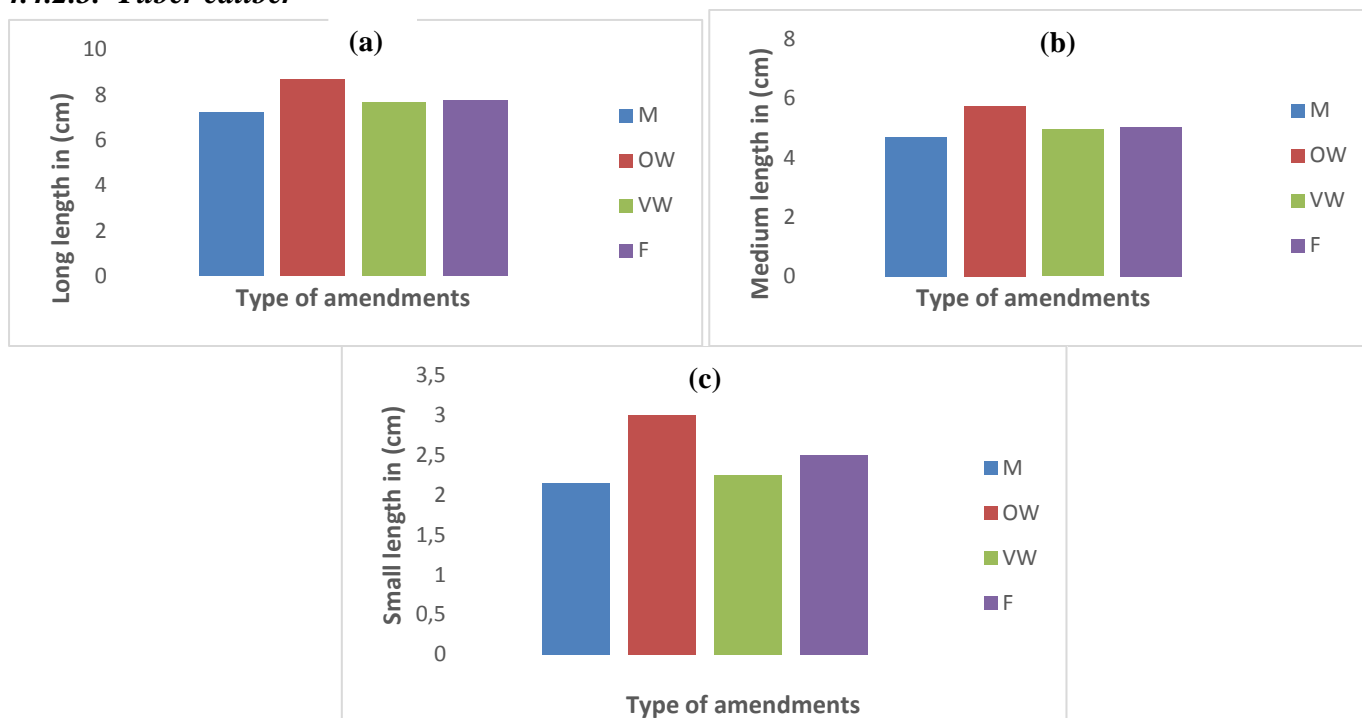 (a)
Long length in (cm)
10
8
6
4
2
0
Type of amendments
M
OW
VW
F
(b)
Medium length in (cm)
8
6
4
2
0
Type of amendments
M
OW
VW
F
(c)
Small length in (cm)
3,5
3
2,5
2
1,5
1
0,5
0
Type of amendments
M
OW
VW
F